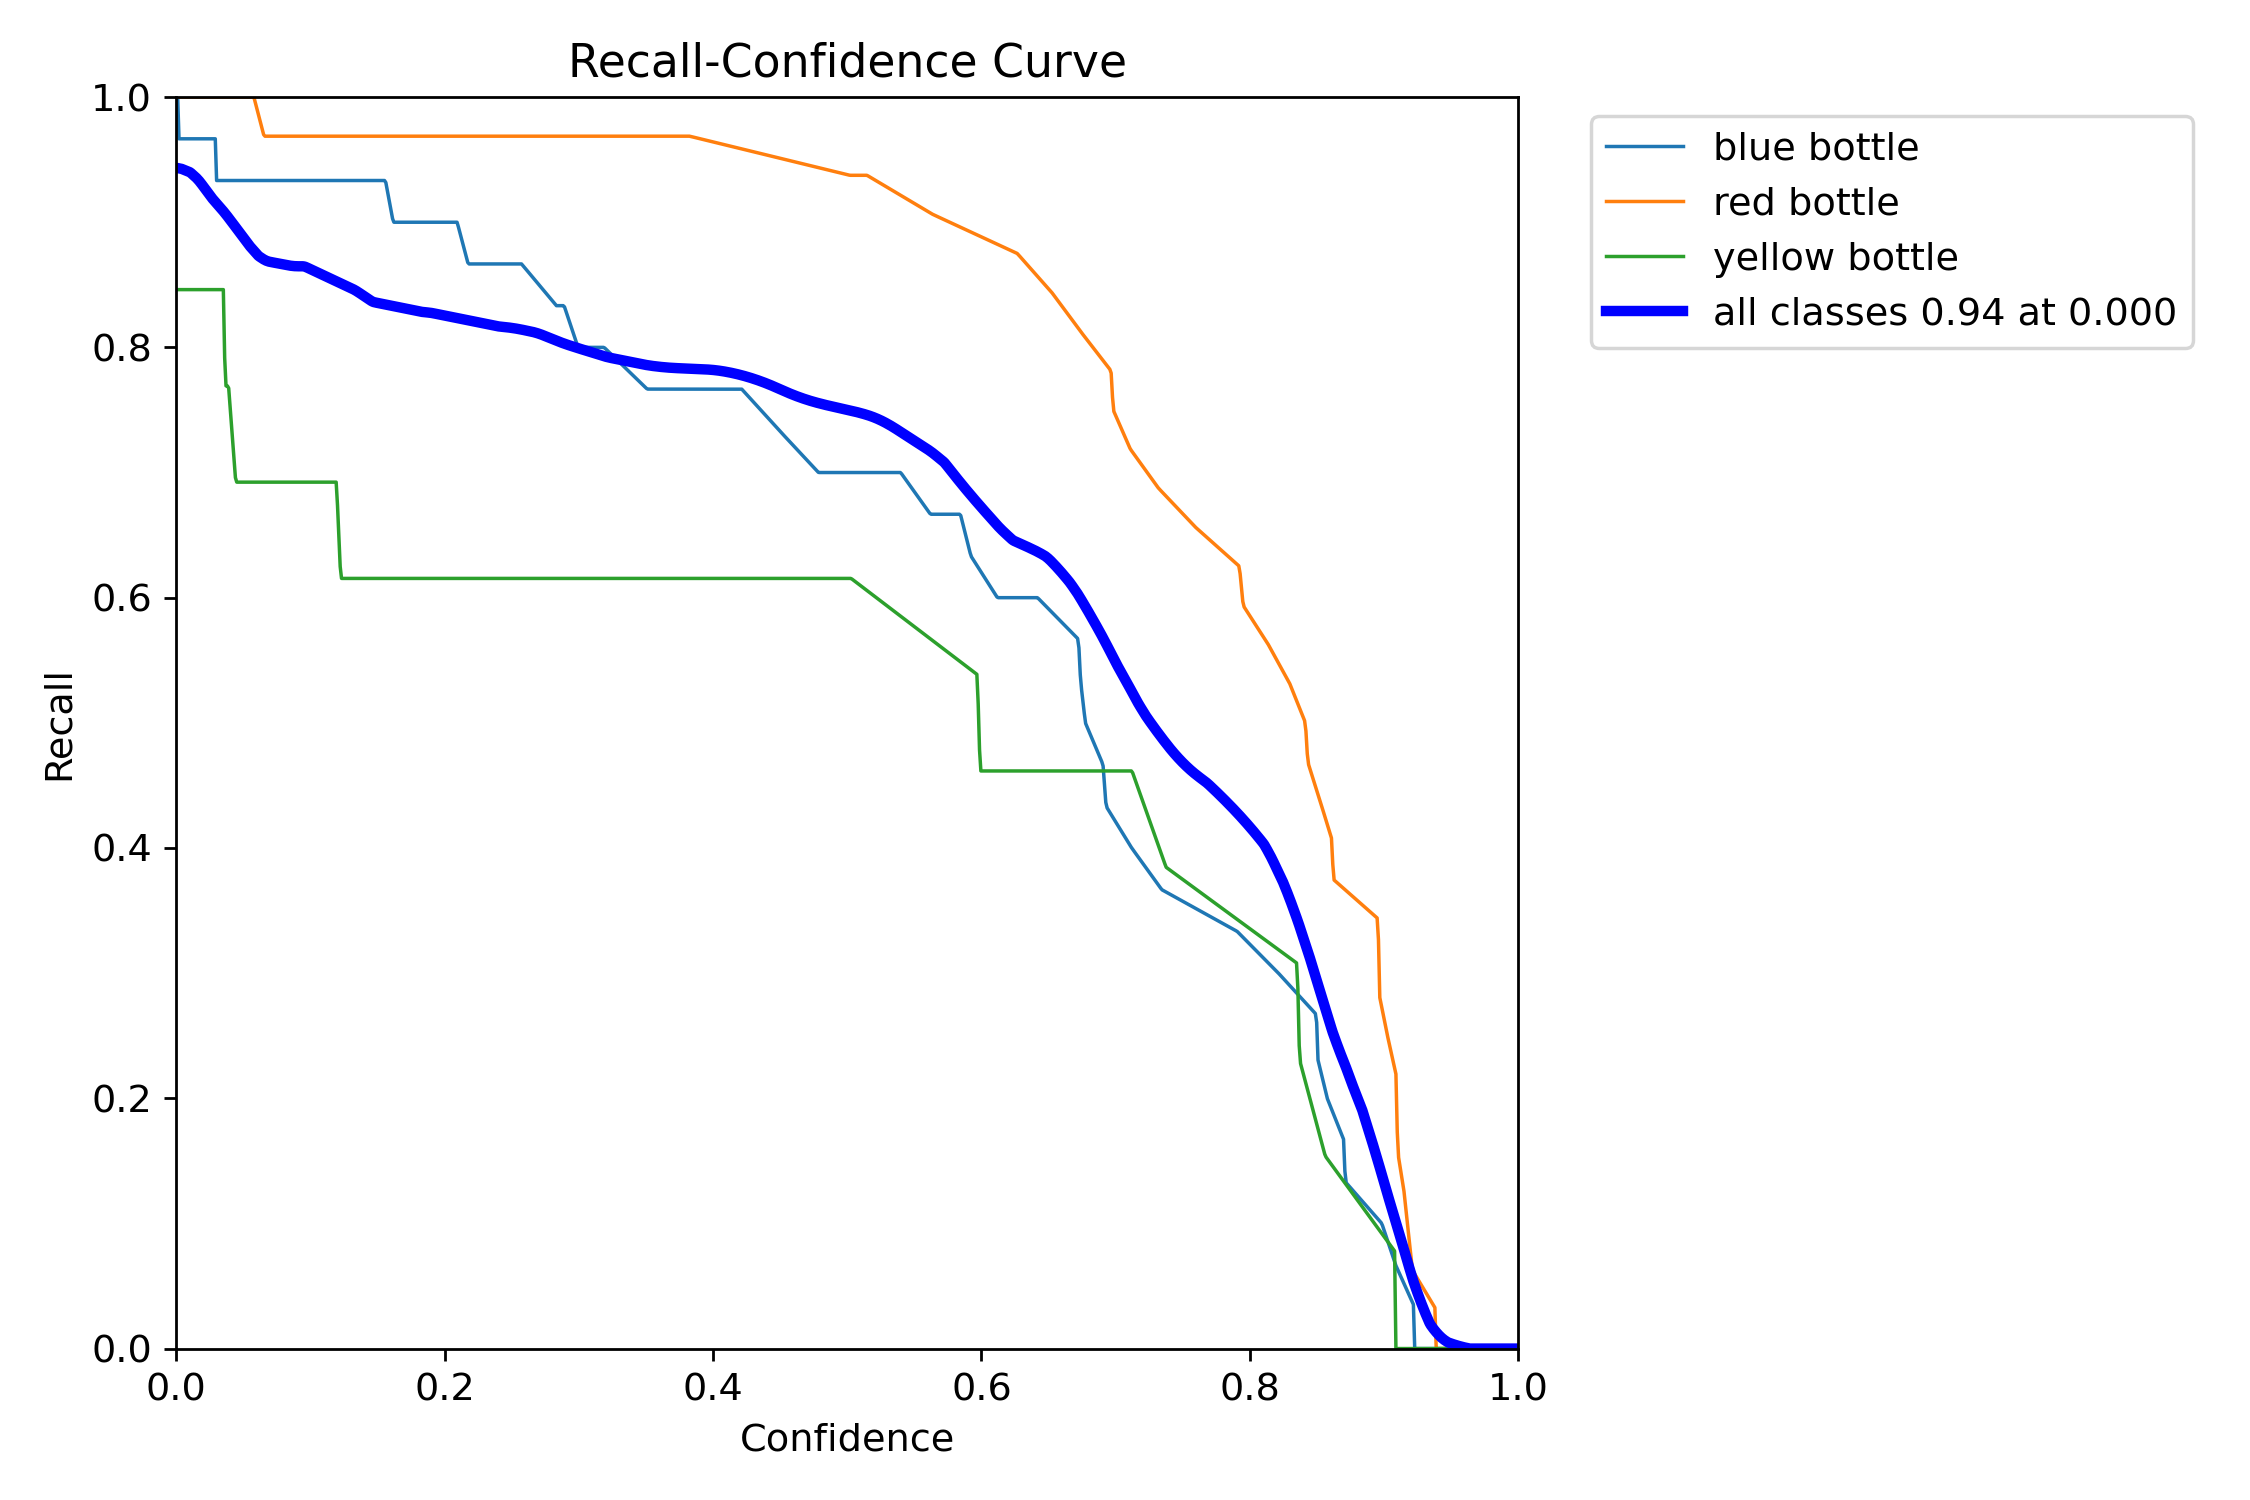 Recall-Confidence Curve
1.0
0.8
0.6
0.4
0.2
0.0
Recall
0.0 0.2 0.4 0.6 0.8 1.0
Confidence
blue bottle
red bottle
yellow bottle
all classes 0.94 at 0.000